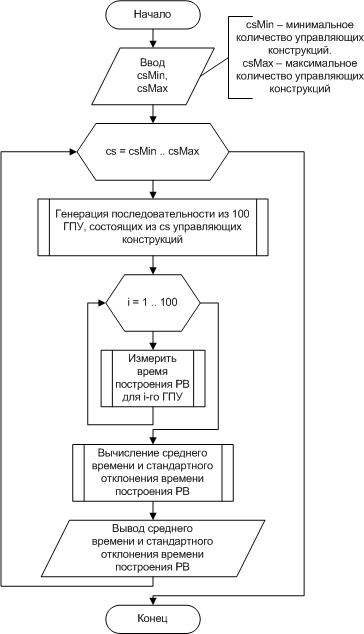 Начало
Ввод
csMin,
csMax
csMin – минимальное
количество управляющих
конструкций.
csMax – максимальное
количество управляющих
конструкций
cs = csMin .. csMax
Генерация последовательности из 100
ГПУ, состоящих из cs управляющих
конструкций
i = 1 .. 100
Измерить
время
построения РВ
для i-го ГПУ
Вычисление среднего
времени и стандартного
отклонения времени
построения РВ
Вывод среднего
времени и стандартного
отклонения времени
построения РВ
Конец